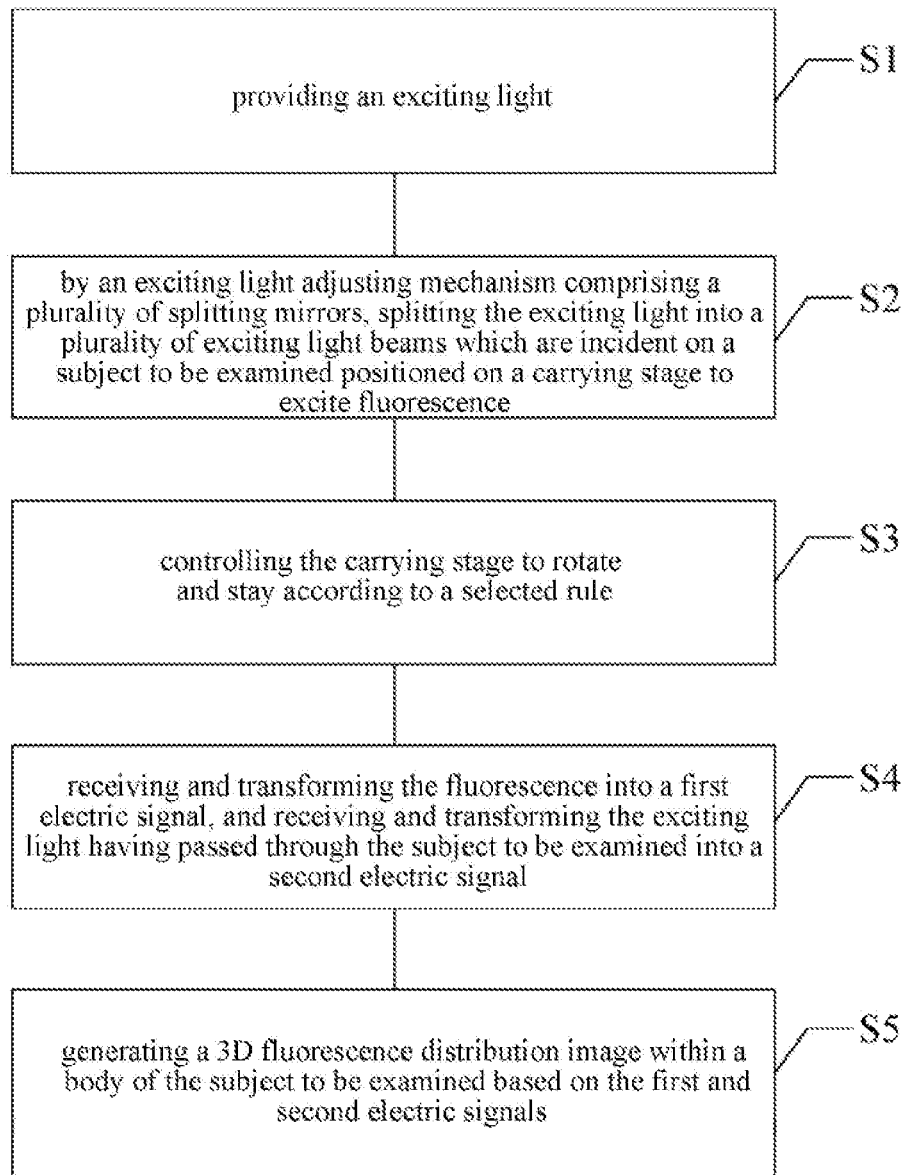 providing an exciting light
S1
by an exciting light adjusting mechanism comprising a
plurality of splitting mirrors, splitting the exciting light into a
plurality of exciting light beams which are incident on a
subject to be examined positioned on a carrying stage to
excite fluorescence
S2
controlling the carrying stage to rotate
and stay according to a selected rule
S3
receiving and transforming the fluorescence into a first
electric signal, and receiving and transforming the exciting
light having passed through the subject to be examined into a
second electric signal
S4
generating a 3D fluorescence distribution image within a
body of the subject to be examined based on the first and
second electric signals
S5